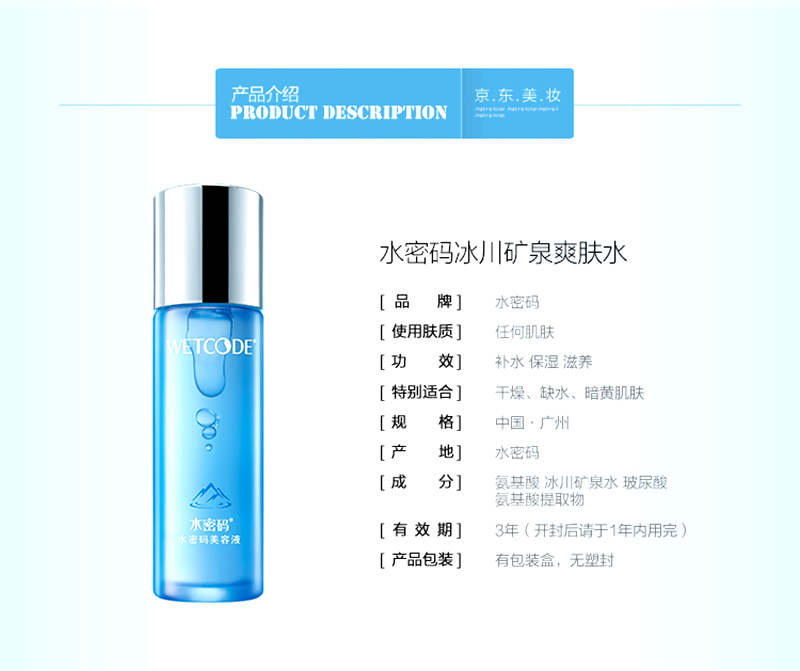 产品介绍
PRODUCT DESCRIPTION
京.东.美.妆
水密码冰川矿泉爽肤水
[ 品 牌 ] 水密码
[ 使用肤质 ] 任何肌肤
[ 功 效 ] 补水 保湿 滋养
[ 特别适合 ] 干燥、缺水、暗黄肌肤
[ 规 格 ] 中国 · 广州
[ 产 地 ] 水密码
[ 成 分 ] 氨基酸 冰川矿泉水 玻尿酸
氨基酸提取物
[ 有 效 期 ] 3年（开封后请于1年内用完）
[ 产品包装 ] 有包装盒，无塑封
WETCODE®
水密码®
水密码美容液